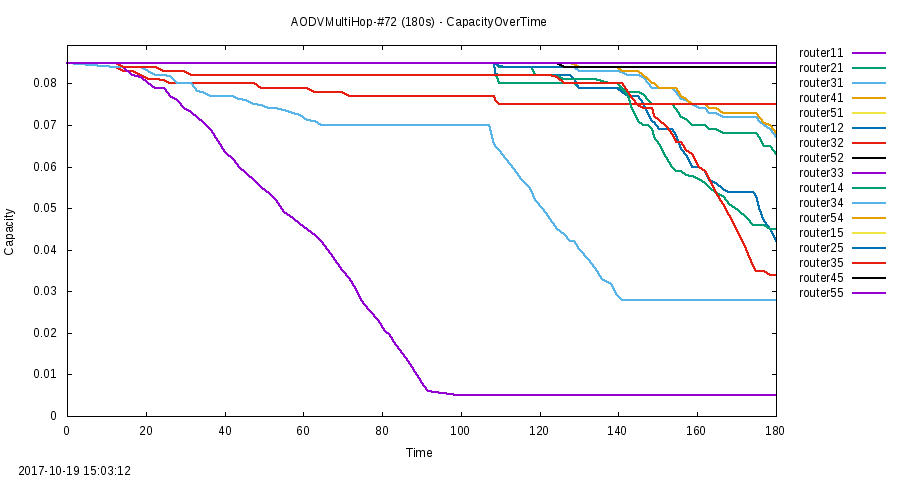 AODVMultiHop-#72 (180s) - CapacityOverTime
router11
router21
router31
router41
router51
router12
router32
router52
router33
router14
router34
router54
router15
router25
router35
router45
router55
0.08
0.07
0.06
0.05
0.04
0.03
0.02
0.01
0
Capacity
0 20 40 60 80 100 120 140 160 180
Time
2017-10-19 15:03:12